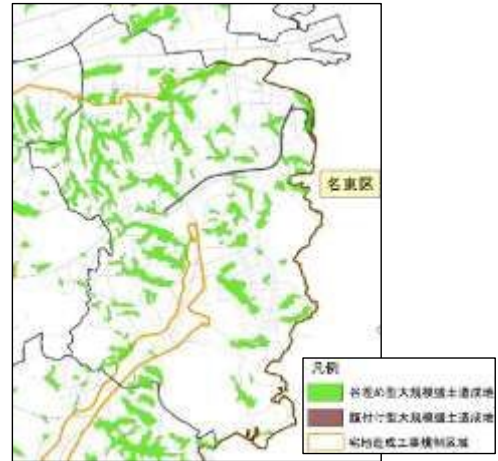 名東区
凡例
谷埋め型大規模盛土造成地
腹付け型大規模盛土造成地
宅地造成工事規制区域